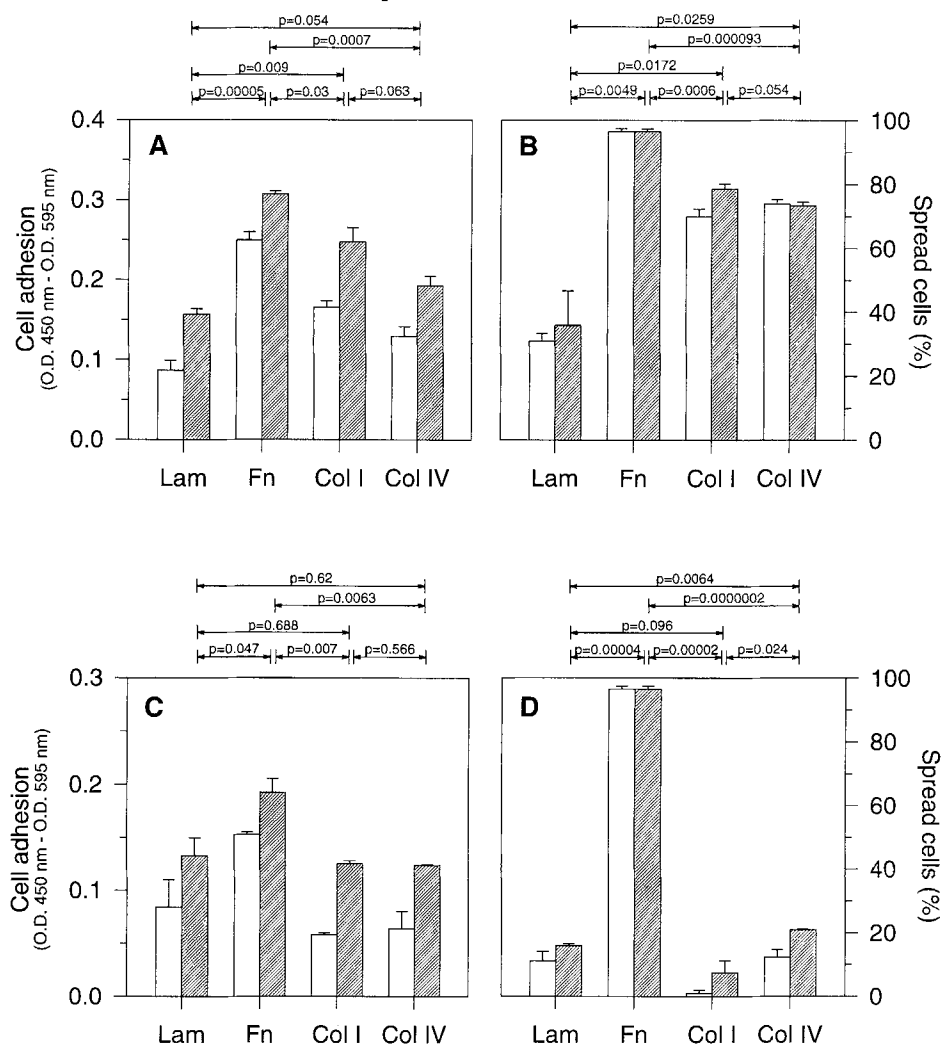 p=0.054
p=0.0259
p=0.0007
p=0.000093
p=0.009
p=0.0172
p=0.00005
p=0.03
p=0.063
p=0.0049
p=0.0006
p=0.054
A
B
Cell adhesion
(O.D. 450 nm - O.D. 595 nm)
0.4
0.3
0.2
0.1
0.0
100
80
60
40
20
0
Spread cells (%)
Lam Fn Col I Col IV
Lam Fn Col I Col IV
p=0.62
p=0.0064
p=0.0063
p=0.0000002
p=0.688
p=0.096
p=0.047
p=0.007
p=0.566
p=0.00004
p=0.00002
p=0.024
C
D
Cell adhesion
(O.D. 450 nm - O.D. 595 nm)
0.3
0.2
0.1
0.0
100
80
60
40
20
0
Spread cells (%)
Lam Fn Col I Col IV
Lam Fn Col I Col IV